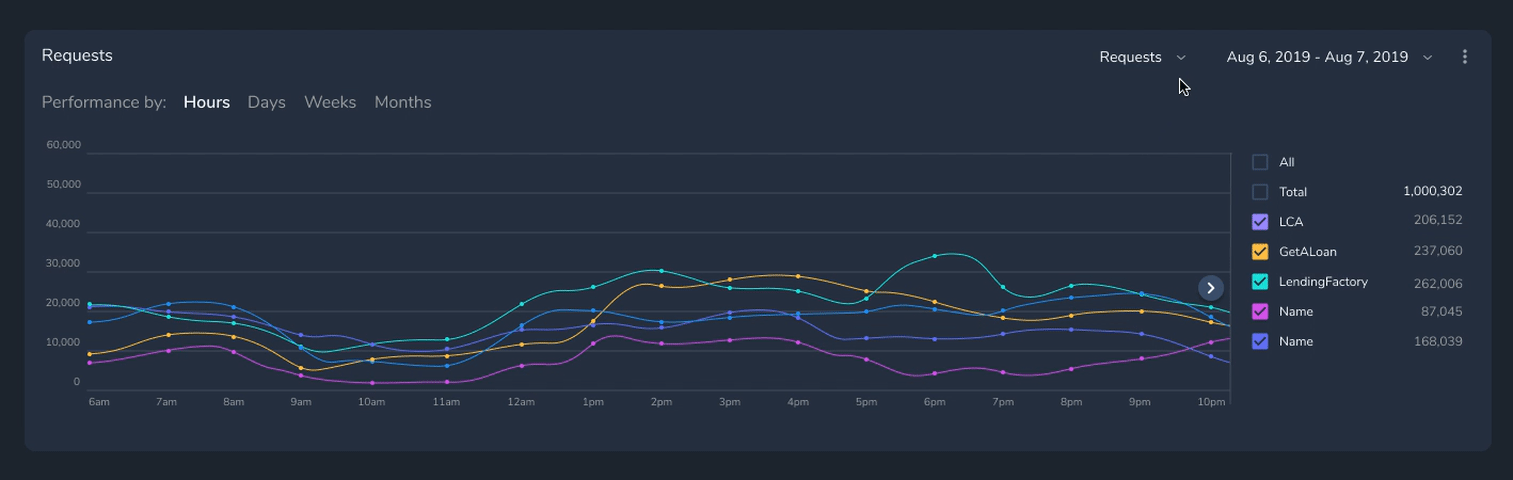 Requests
Requests
Aug 6, 2019 - Aug 7, 2019
Performance by: Hours Days Weeks Months
60,000
50,000
40,000
30,000
20,000
10,000
0
6am 7am 8am 9am 10am 11am 12am 1pm 2pm 3pm 4pm 5pm 6pm 7pm 8pm 9pm 10pm
All
Total 1,000,302
LCA 206,152
GetALoan 237,060
LendingFactory 262,006
Name 87,045
Name 168,039